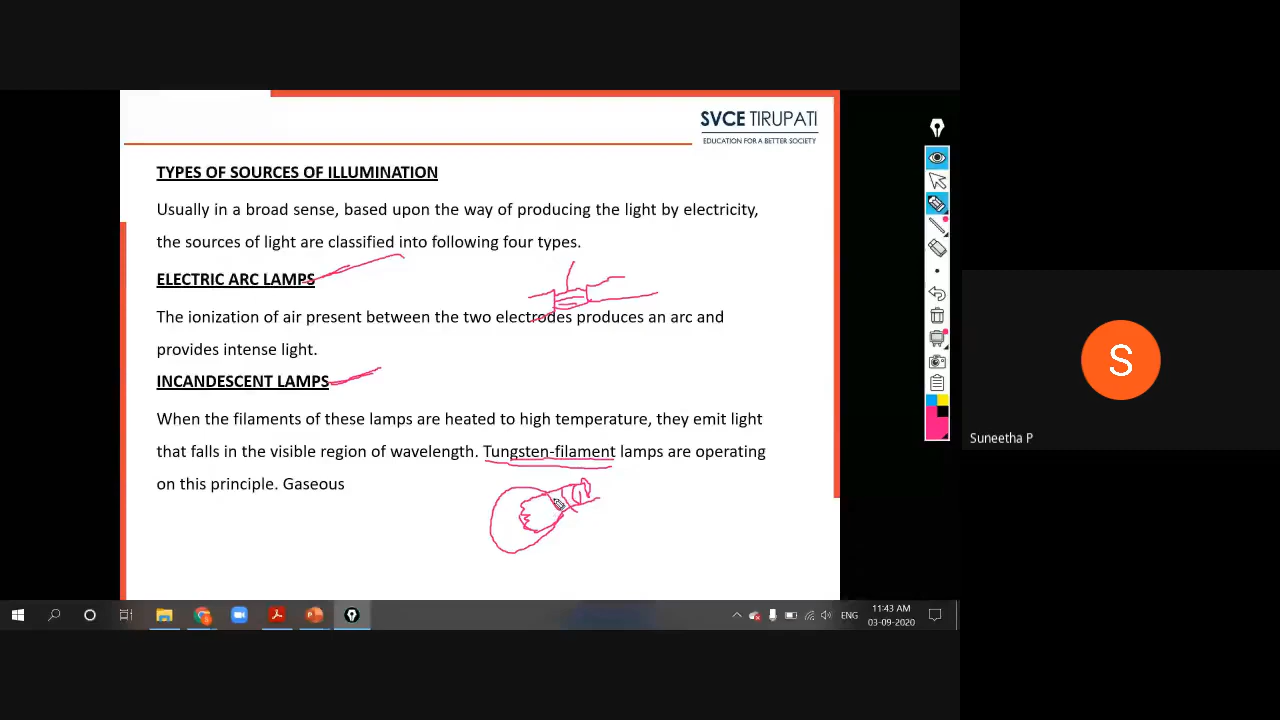 SVCE TIRUPATI
EDUCATION FOR A BETTER SOCIETY
TYPES OF SOURCES OF ILLUMINATION
Usually in a broad sense, based upon the way of producing the light by electricity,
the sources of light are classified into following four types.
ELECTRIC ARC LAMPS
The ionization of air present between the two electrodes produces an arc and
provides intense light.
INCANDESCENT LAMPS
When the filaments of these lamps are heated to high temperature, they emit light
that falls in the visible region of wavelength. Tungsten-filament lamps are operating
on this principle. Gaseous
S
Suneetha P
ENG
11:43 AM
03-09-2020